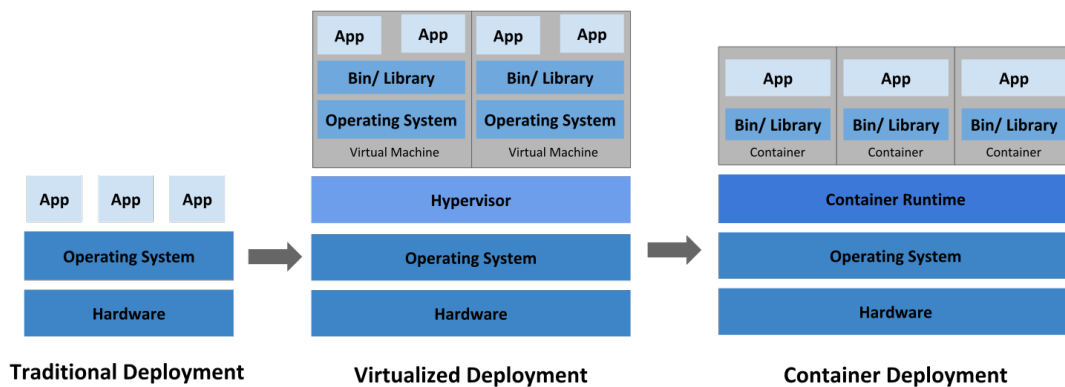 App App App
Operating System
Hardware
Traditional Deployment
App App App App
Bin/ Library Bin/ Library
Operating System Operating System
Virtual Machine Virtual Machine
Hypervisor
Operating System
Hardware
Virtualized Deployment
App App App
Bin/ Library Bin/ Library Bin/ Library
Container Container Container
Container Runtime
Operating System
Hardware
Container Deployment